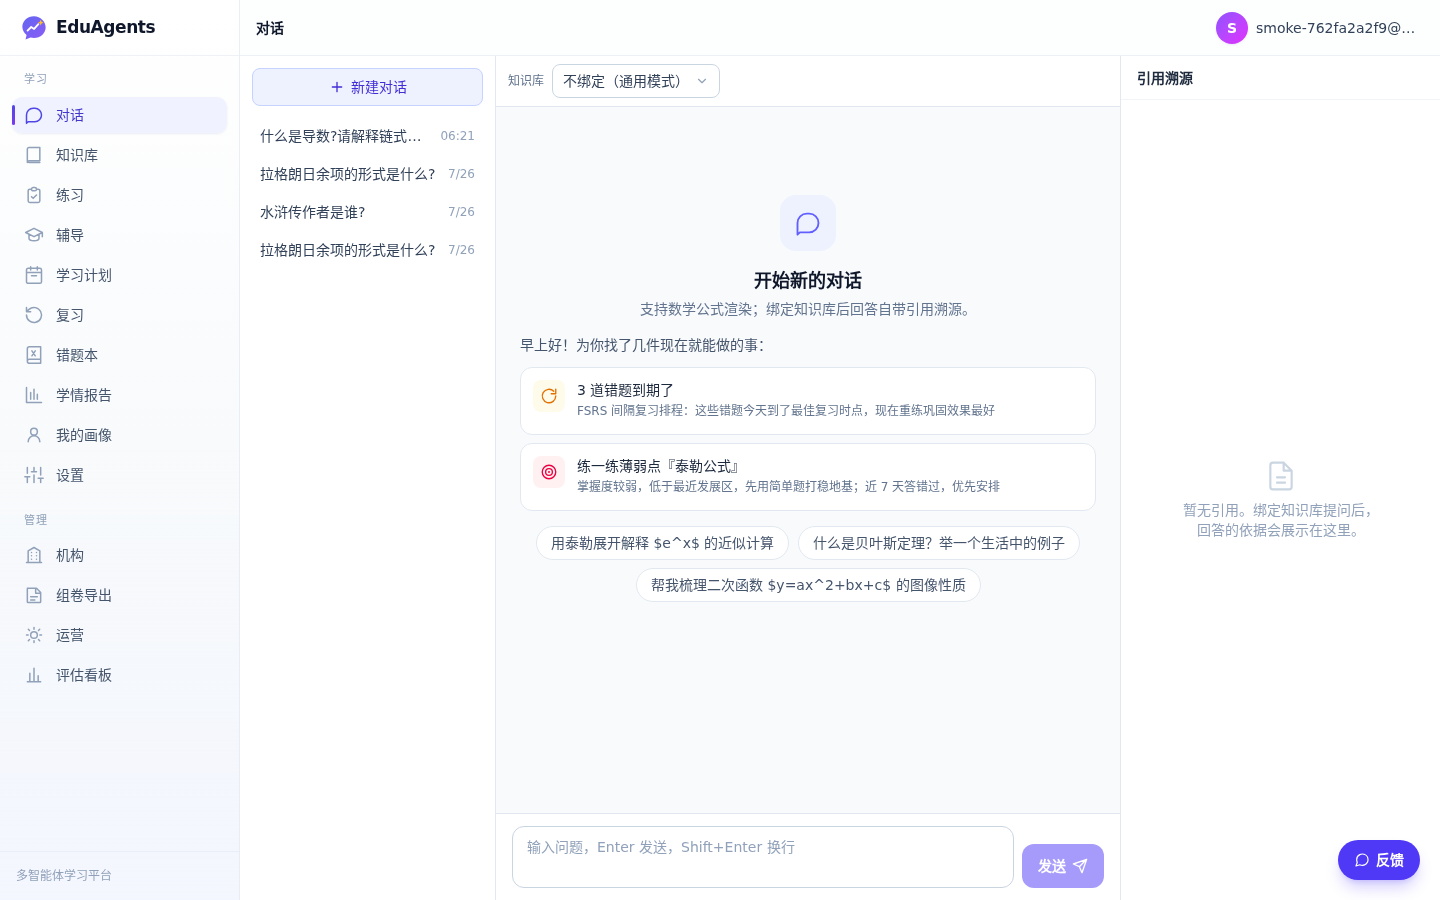 EduAgents
学习
对话
知识库
练习
辅导
学习计划
复习
错题本
学情报告
我的画像
设置
管理
机构
组卷导出
运营
评估看板
多智能体学习平台
对话
smoke-762fa2a2f9@...
S
新建对话
什么是导数?请解释链式... 06:21
拉格朗日余项的形式是什么? 7/26
水浒传作者是谁? 7/26
拉格朗日余项的形式是什么? 7/26
知识库 不绑定（通用模式）
开始新的对话
支持数学公式渲染；绑定知识库后回答自带引用溯源。
早上好！为你找了几件现在就能做的事：
3 道错题到期了
FSRS 间隔复习排程：这些错题今天到了最佳复习时点，现在重练巩固效果最好
练一练薄弱点『泰勒公式』
掌握度较弱，低于最近发展区，先用简单题打稳地基；近 7 天答错过，优先安排
用泰勒展开解释 $e^x$ 的近似计算
什么是贝叶斯定理？举一个生活中的例子
帮我梳理二次函数 $y=ax^2+bx+c$ 的图像性质
输入问题，Enter 发送，Shift+Enter 换行
发送
引用溯源
暂无引用。绑定知识库提问后，
回答的依据会展示在这里。
反馈